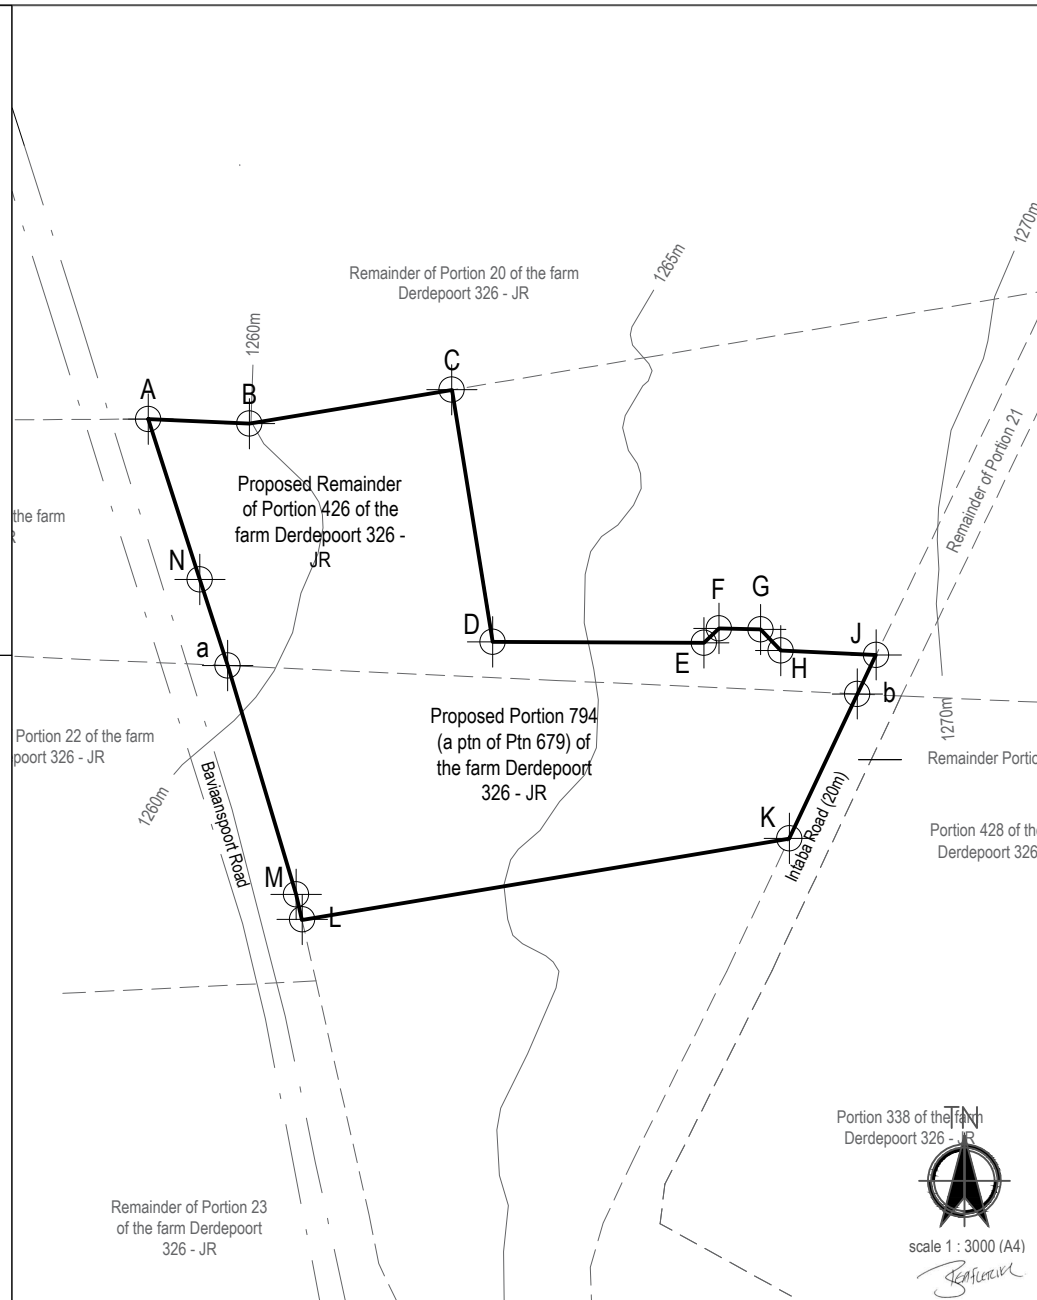 1270m
1265m
Remainder of Portion 20 of the farm
Derdepoort 326 - JR
1260m
A
B
C
Remainder of Portion 21
Proposed Remainder
of Portion 426 of the
farm Derdepoort 326 -
JR
the farm
R
N
F
G
D
E
H
J
a
b
Portion 22 of the farm
poort 326 - JR
Proposed Portion 794
(a ptn of Ptn 679) of
the farm Derdepoort
326 - JR
1270m
Remainder Portio
1260m
Baviaanspoort Road
Intaba Road (20m)
K
Portion 428 of the
Derdepoort 326
M
L
Portion 338 of the farm
Derdepoort 326 - JR
TN
Remainder of Portion 23
of the farm Derdepoort
326 - JR
scale 1 : 3000 (A4)